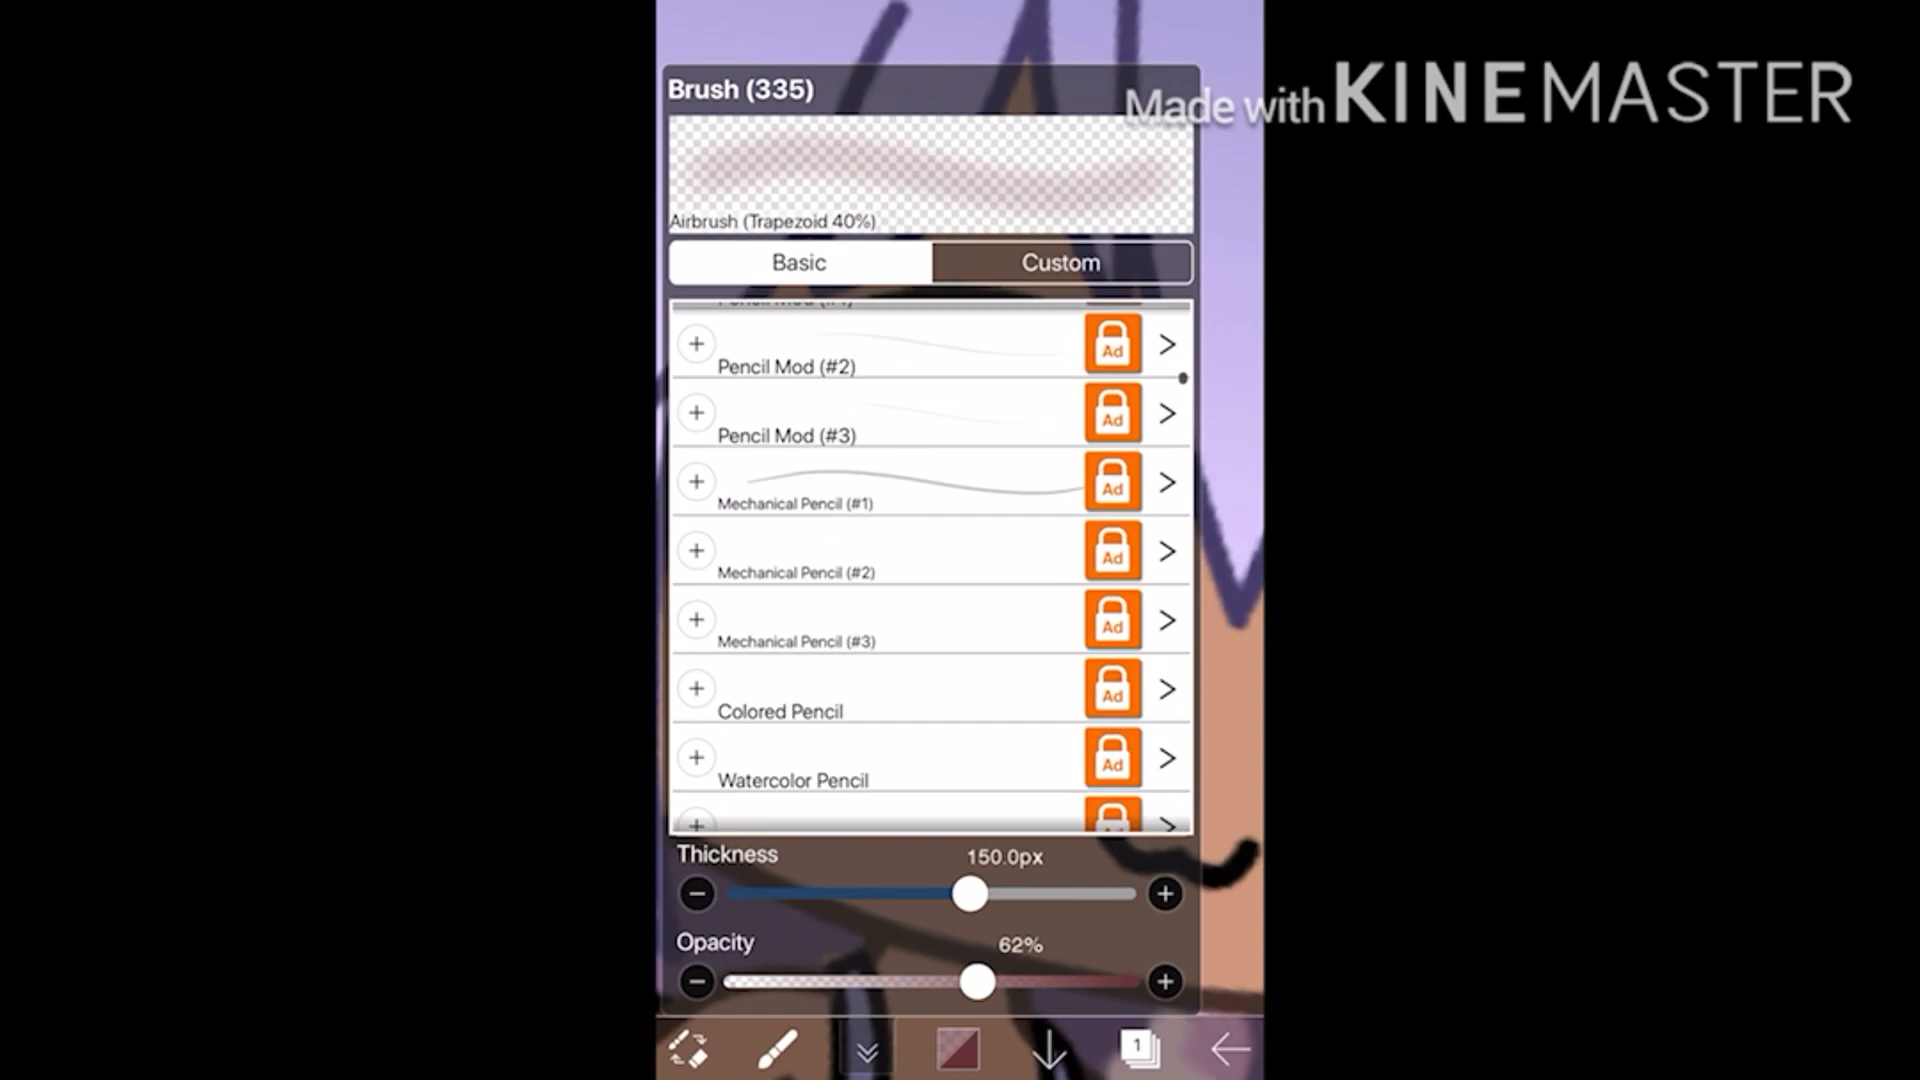 Brush (335)
Made with KINEMASTER
Airbrush (Trapezoid 40%)
Basic
Custom
Ad
Pencil Mod (#2)
Ad
Pencil Mod (#3)
Ad
Mechanical Pencil (#1)
Ad
Mechanical Pencil (#2)
Ad
Mechanical Pencil (#3)
Ad
Colored Pencil
Ad
Watercolor Pencil
Thickness
150.0px
Opacity
62%
1